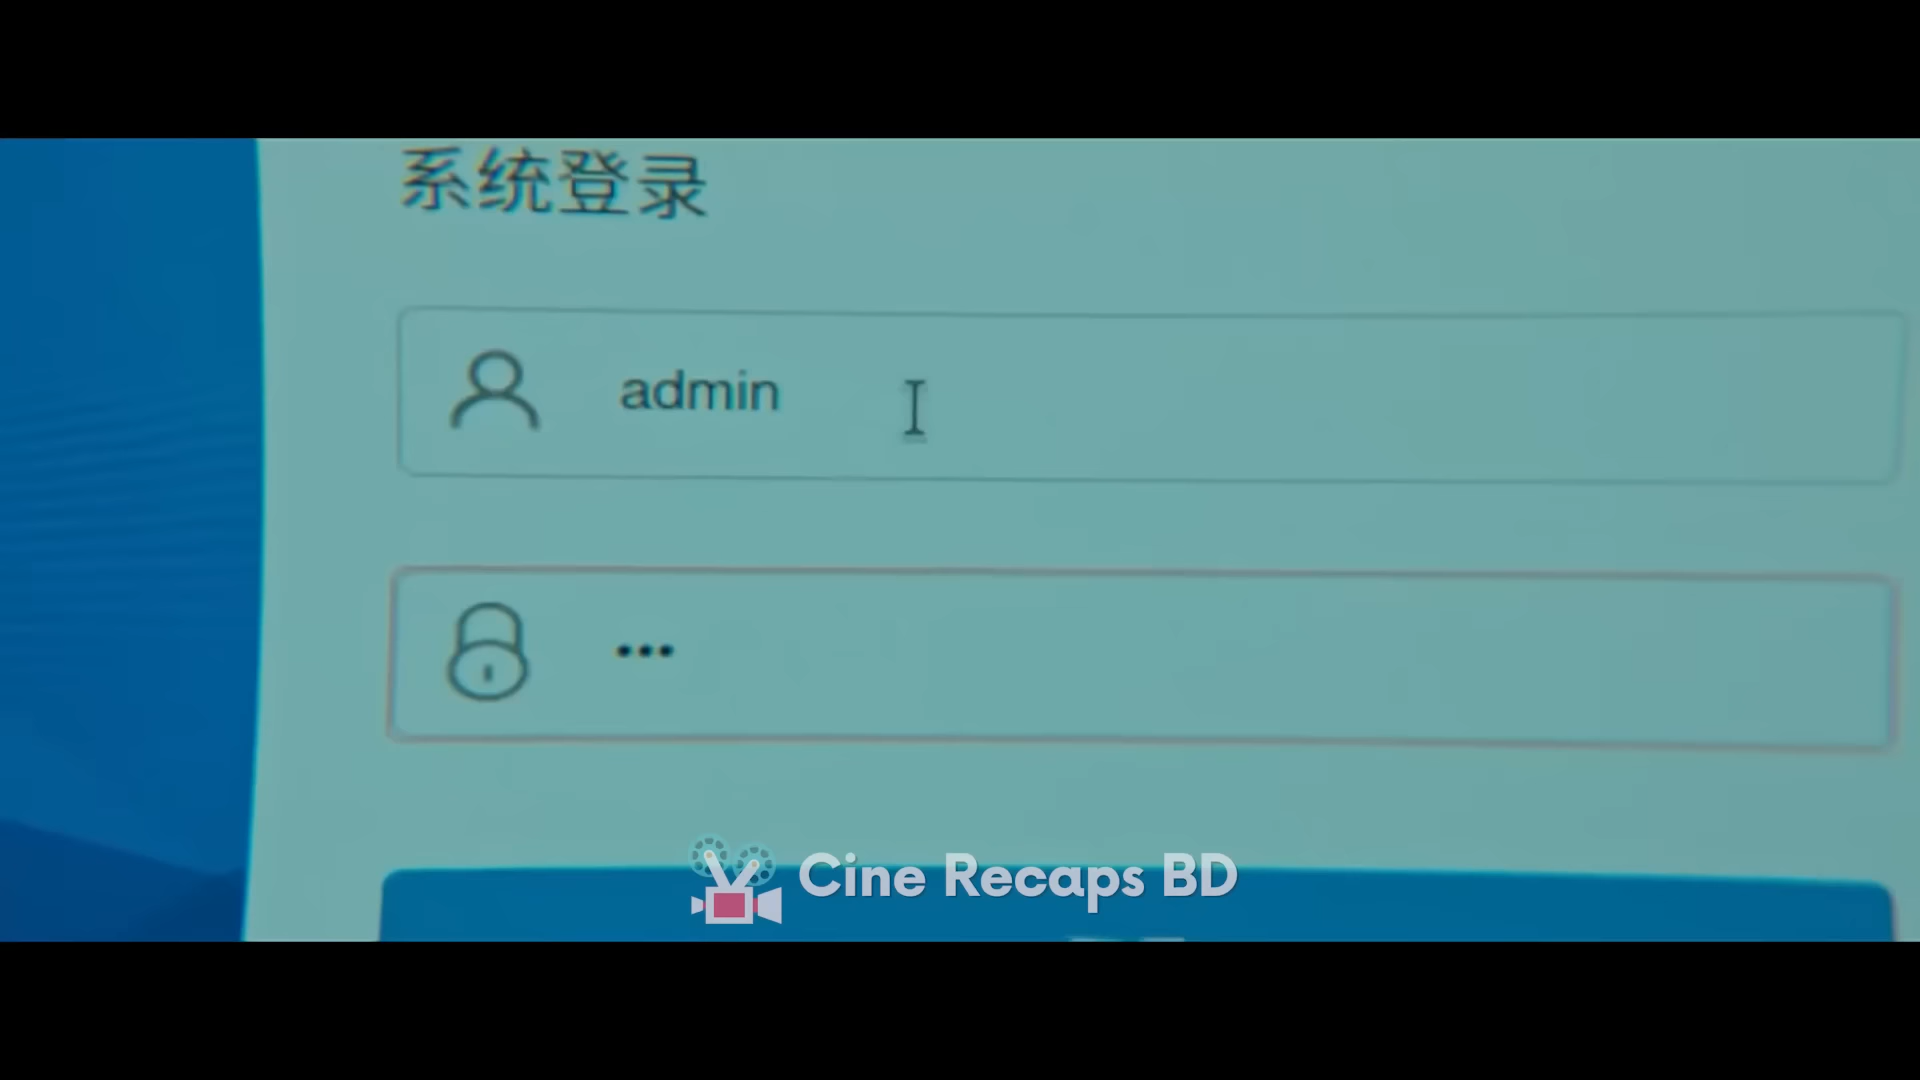 系统登录
admin
•••
Cine Recaps BD